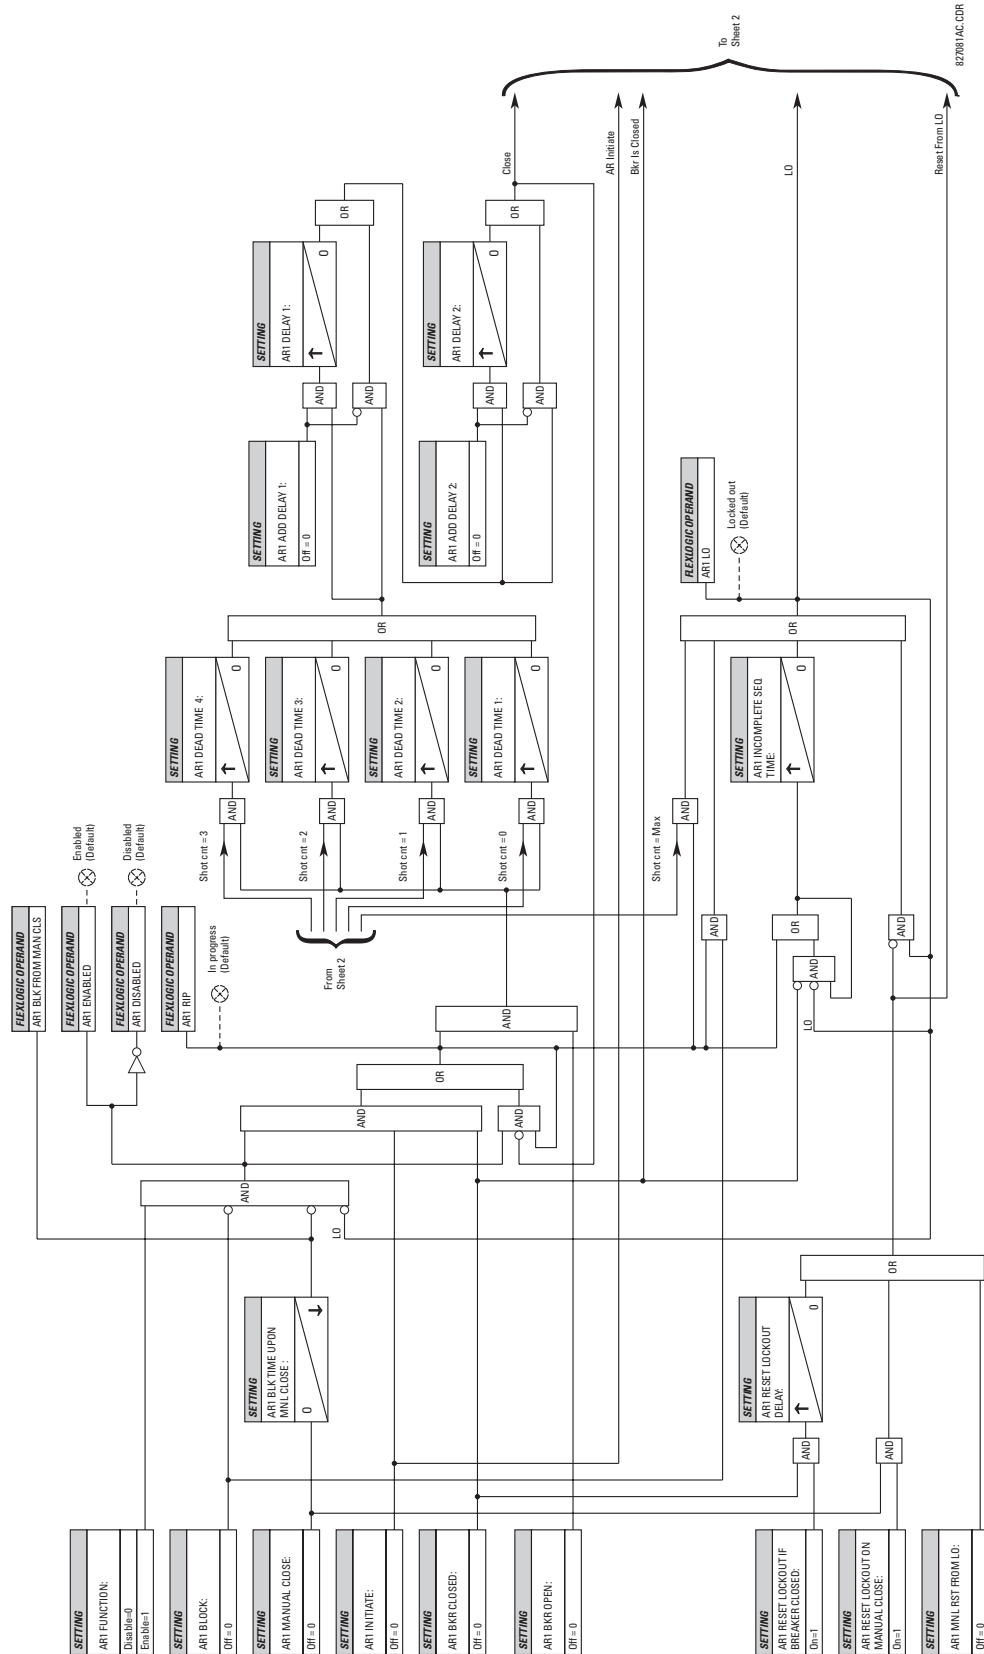 SETTING
AR1 FUNCTION:
Disable=0
Enable=1
SETTING
AR1 BLOCK:
Off = 0
SETTING
AR1 MANUAL CLOSE:
Off = 0
SETTING
AR1 INITIATE:
Off = 0
SETTING
AR1 BKR CLOSED:
Off = 0
SETTING
AR1 BKR OPEN:
Off = 0
SETTING
AR1 RESET LOCKOUT IF
BREAKER CLOSED:
On=1
SETTING
AR1 RESET LOCKOUT ON
MANUAL CLOSE:
On=1
SETTING
AR1 MNL RST FROM LO:
Off = 0
SETTING
AR1 BLK TIME UPON
MNL CLOSE :
0
SETTING
AR1 RESET LOCKOUT
DELAY:
0
AND
AND
OR
AND
LO
AND
AND
OR
AND
FLEXLOGIC OPERAND
AR1 BLK FROM MAN CLS
FLEXLOGIC OPERAND
AR1 ENABLED
Enabled
(Default)
FLEXLOGIC OPERAND
AR1 DISABLED
Disabled
(Default)
FLEXLOGIC OPERAND
AR1 RIP
In progress
(Default)
From
Sheet 2
LO
AND
OR
AND
AND
Shot cnt = 3
Shot cnt = 2
Shot cnt = 1
Shot cnt = 0
Shot cnt = Max
AND
AND
AND
AND
AND
SETTING
AR1 DEAD TIME 4:
0
SETTING
AR1 DEAD TIME 3:
0
SETTING
AR1 DEAD TIME 2:
0
SETTING
AR1 DEAD TIME 1:
0
SETTING
AR1 INCOMPLETE SEQ
TIME:
0
OR
OR
FLEXLOGIC OPERAND
AR1 LO
Locked out
(Default)
SETTING
AR1 ADD DELAY 1:
Off = 0
SETTING
AR1 ADD DELAY 2:
Off = 0
AND
AND
AND
AND
SETTING
AR1 DELAY 1:
0
SETTING
AR1 DELAY 2:
0
OR
OR
Close
AR Initiate
Bkr Is Closed
LO
Reset From LO
To
Sheet 2
827081AC.CDR